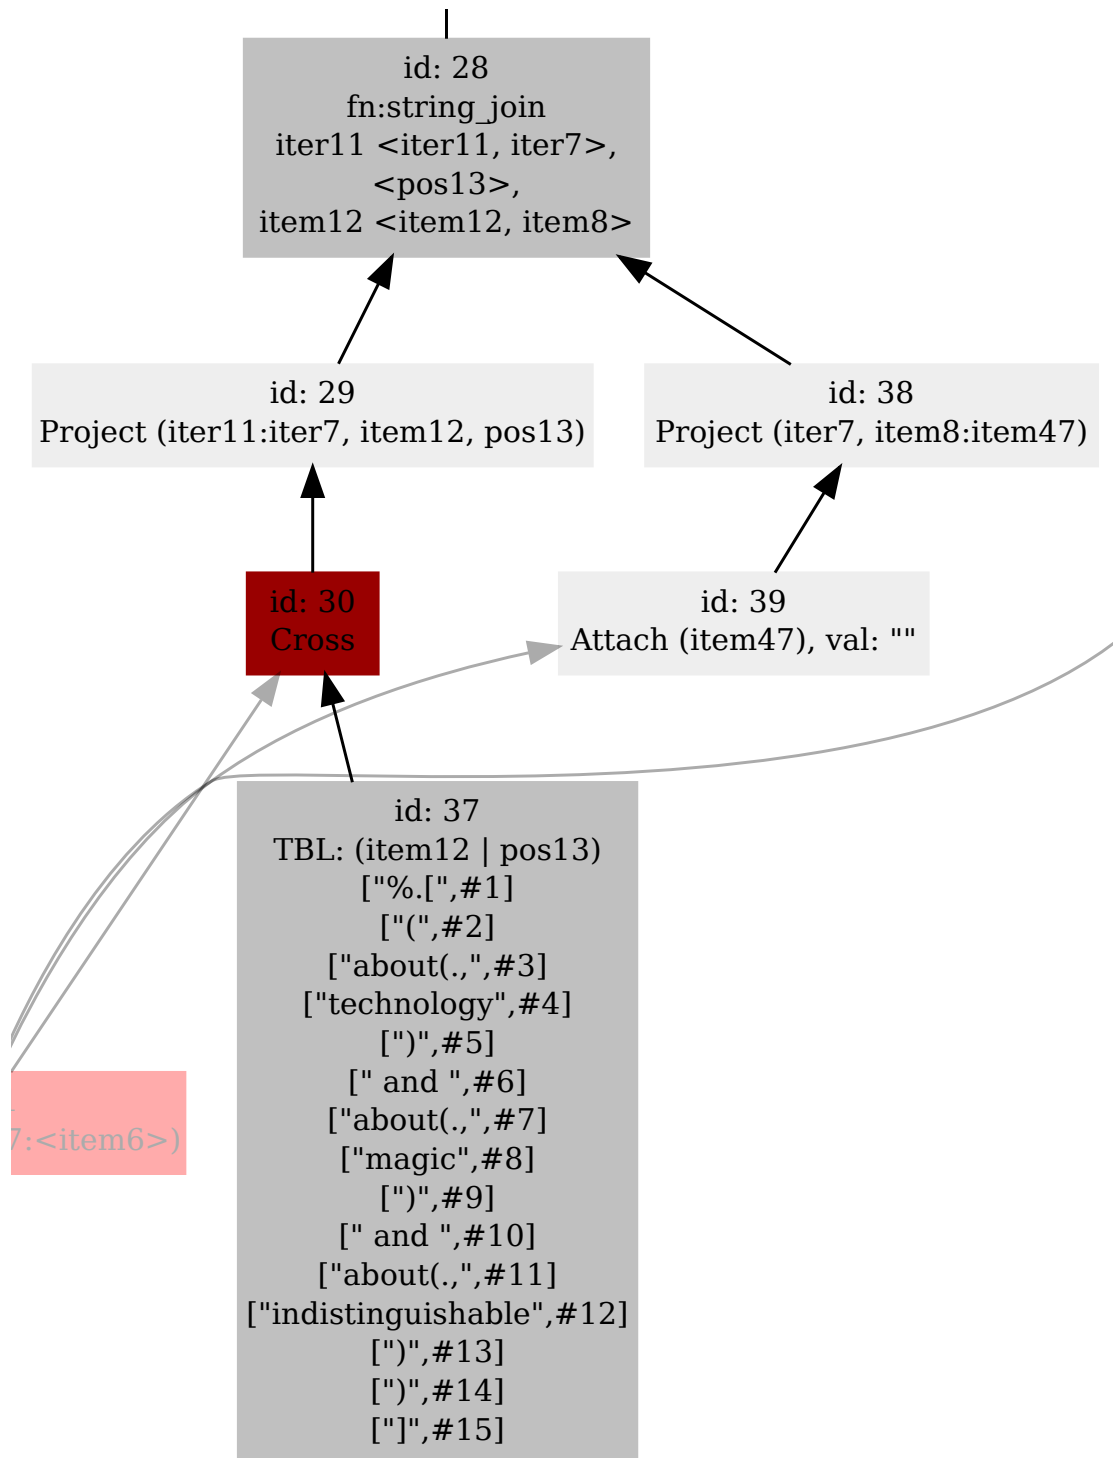 id: 28
fn:string_join
iter11 <iter11, iter7>,
<pos13>,
item12 <item12, item8>
id: 29
Project (iter11:iter7, item12, pos13)
id: 38
Project (iter7, item8:item47)
id: 30
Cross
id: 39
Attach (item47), val: ""
id: 37
TBL: (item12 | pos13)
["%.[",#1]
["(",#2]
["about(.,",#3]
["technology",#4]
[")",#5]
[" and ",#6]
["about(.,",#7]
["magic",#8]
[")",#9]
[" and ",#10]
["about(.,",#11]
["indistinguishable",#12]
[")",#13]
[")",#14]
["]",#15]
7:<item6>)